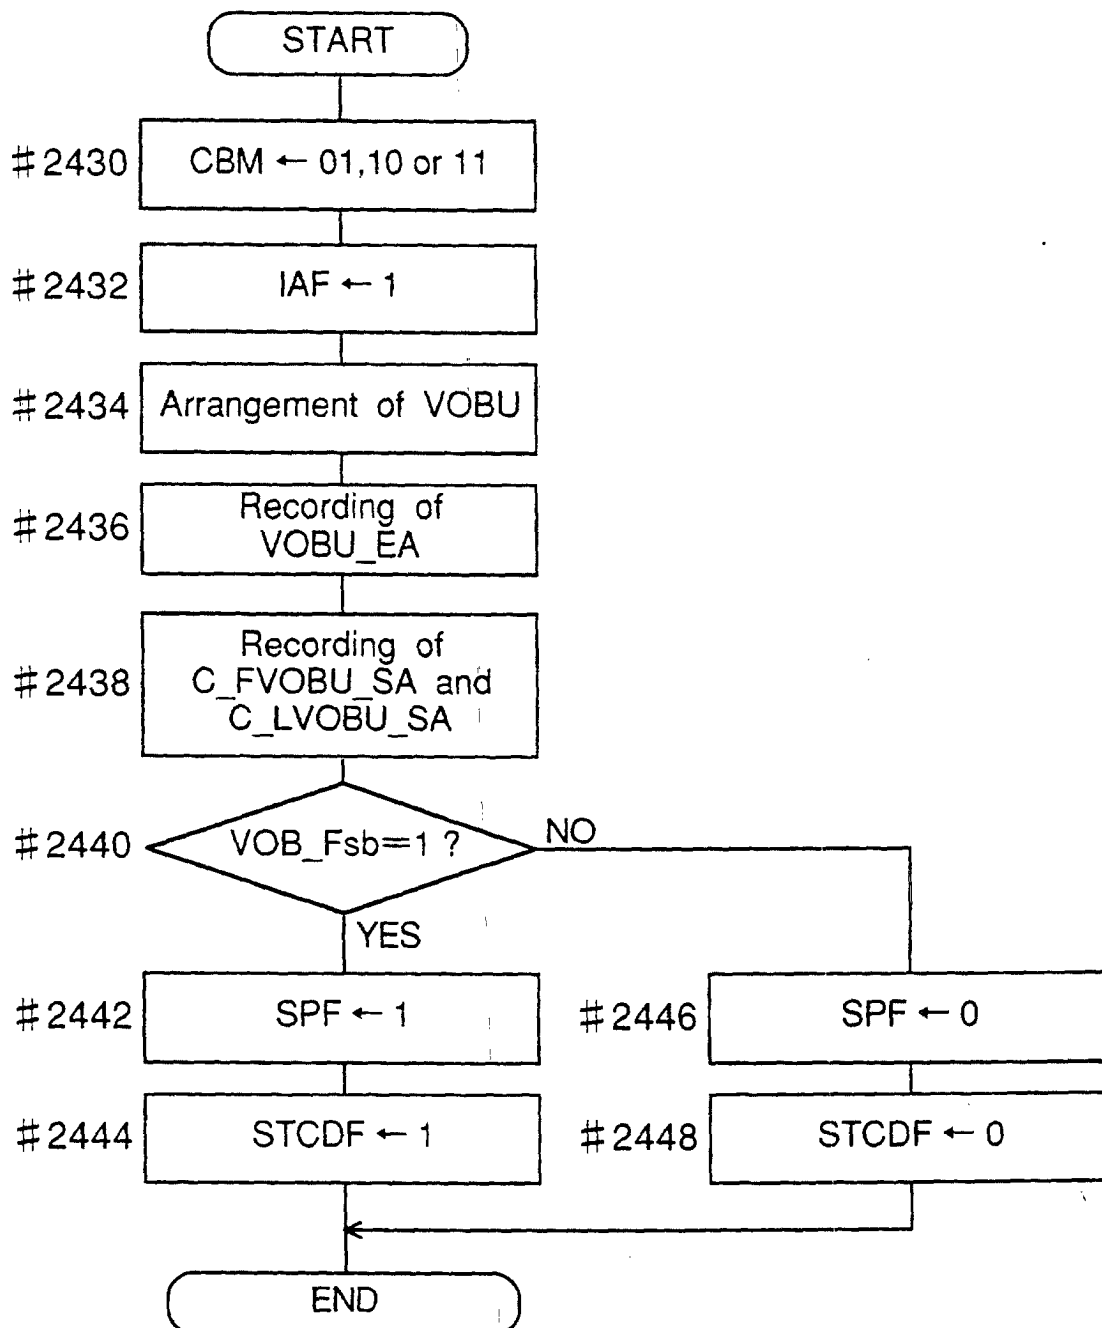 START
#2430 CBM ← 01,10 or 11
#2432 IAF ← 1
#2434 Arrangement of VOBU
#2436 Recording of
VOBU_EA
#2438 Recording of
C_FVOBU_SA and
C_LVOBU_SA
#2440 VOB_Fsb=1 ? NO
YES
#2442 SPF ← 1 #2446 SPF ← 0
#2444 STCDF ← 1 #2448 STCDF ← 0
END